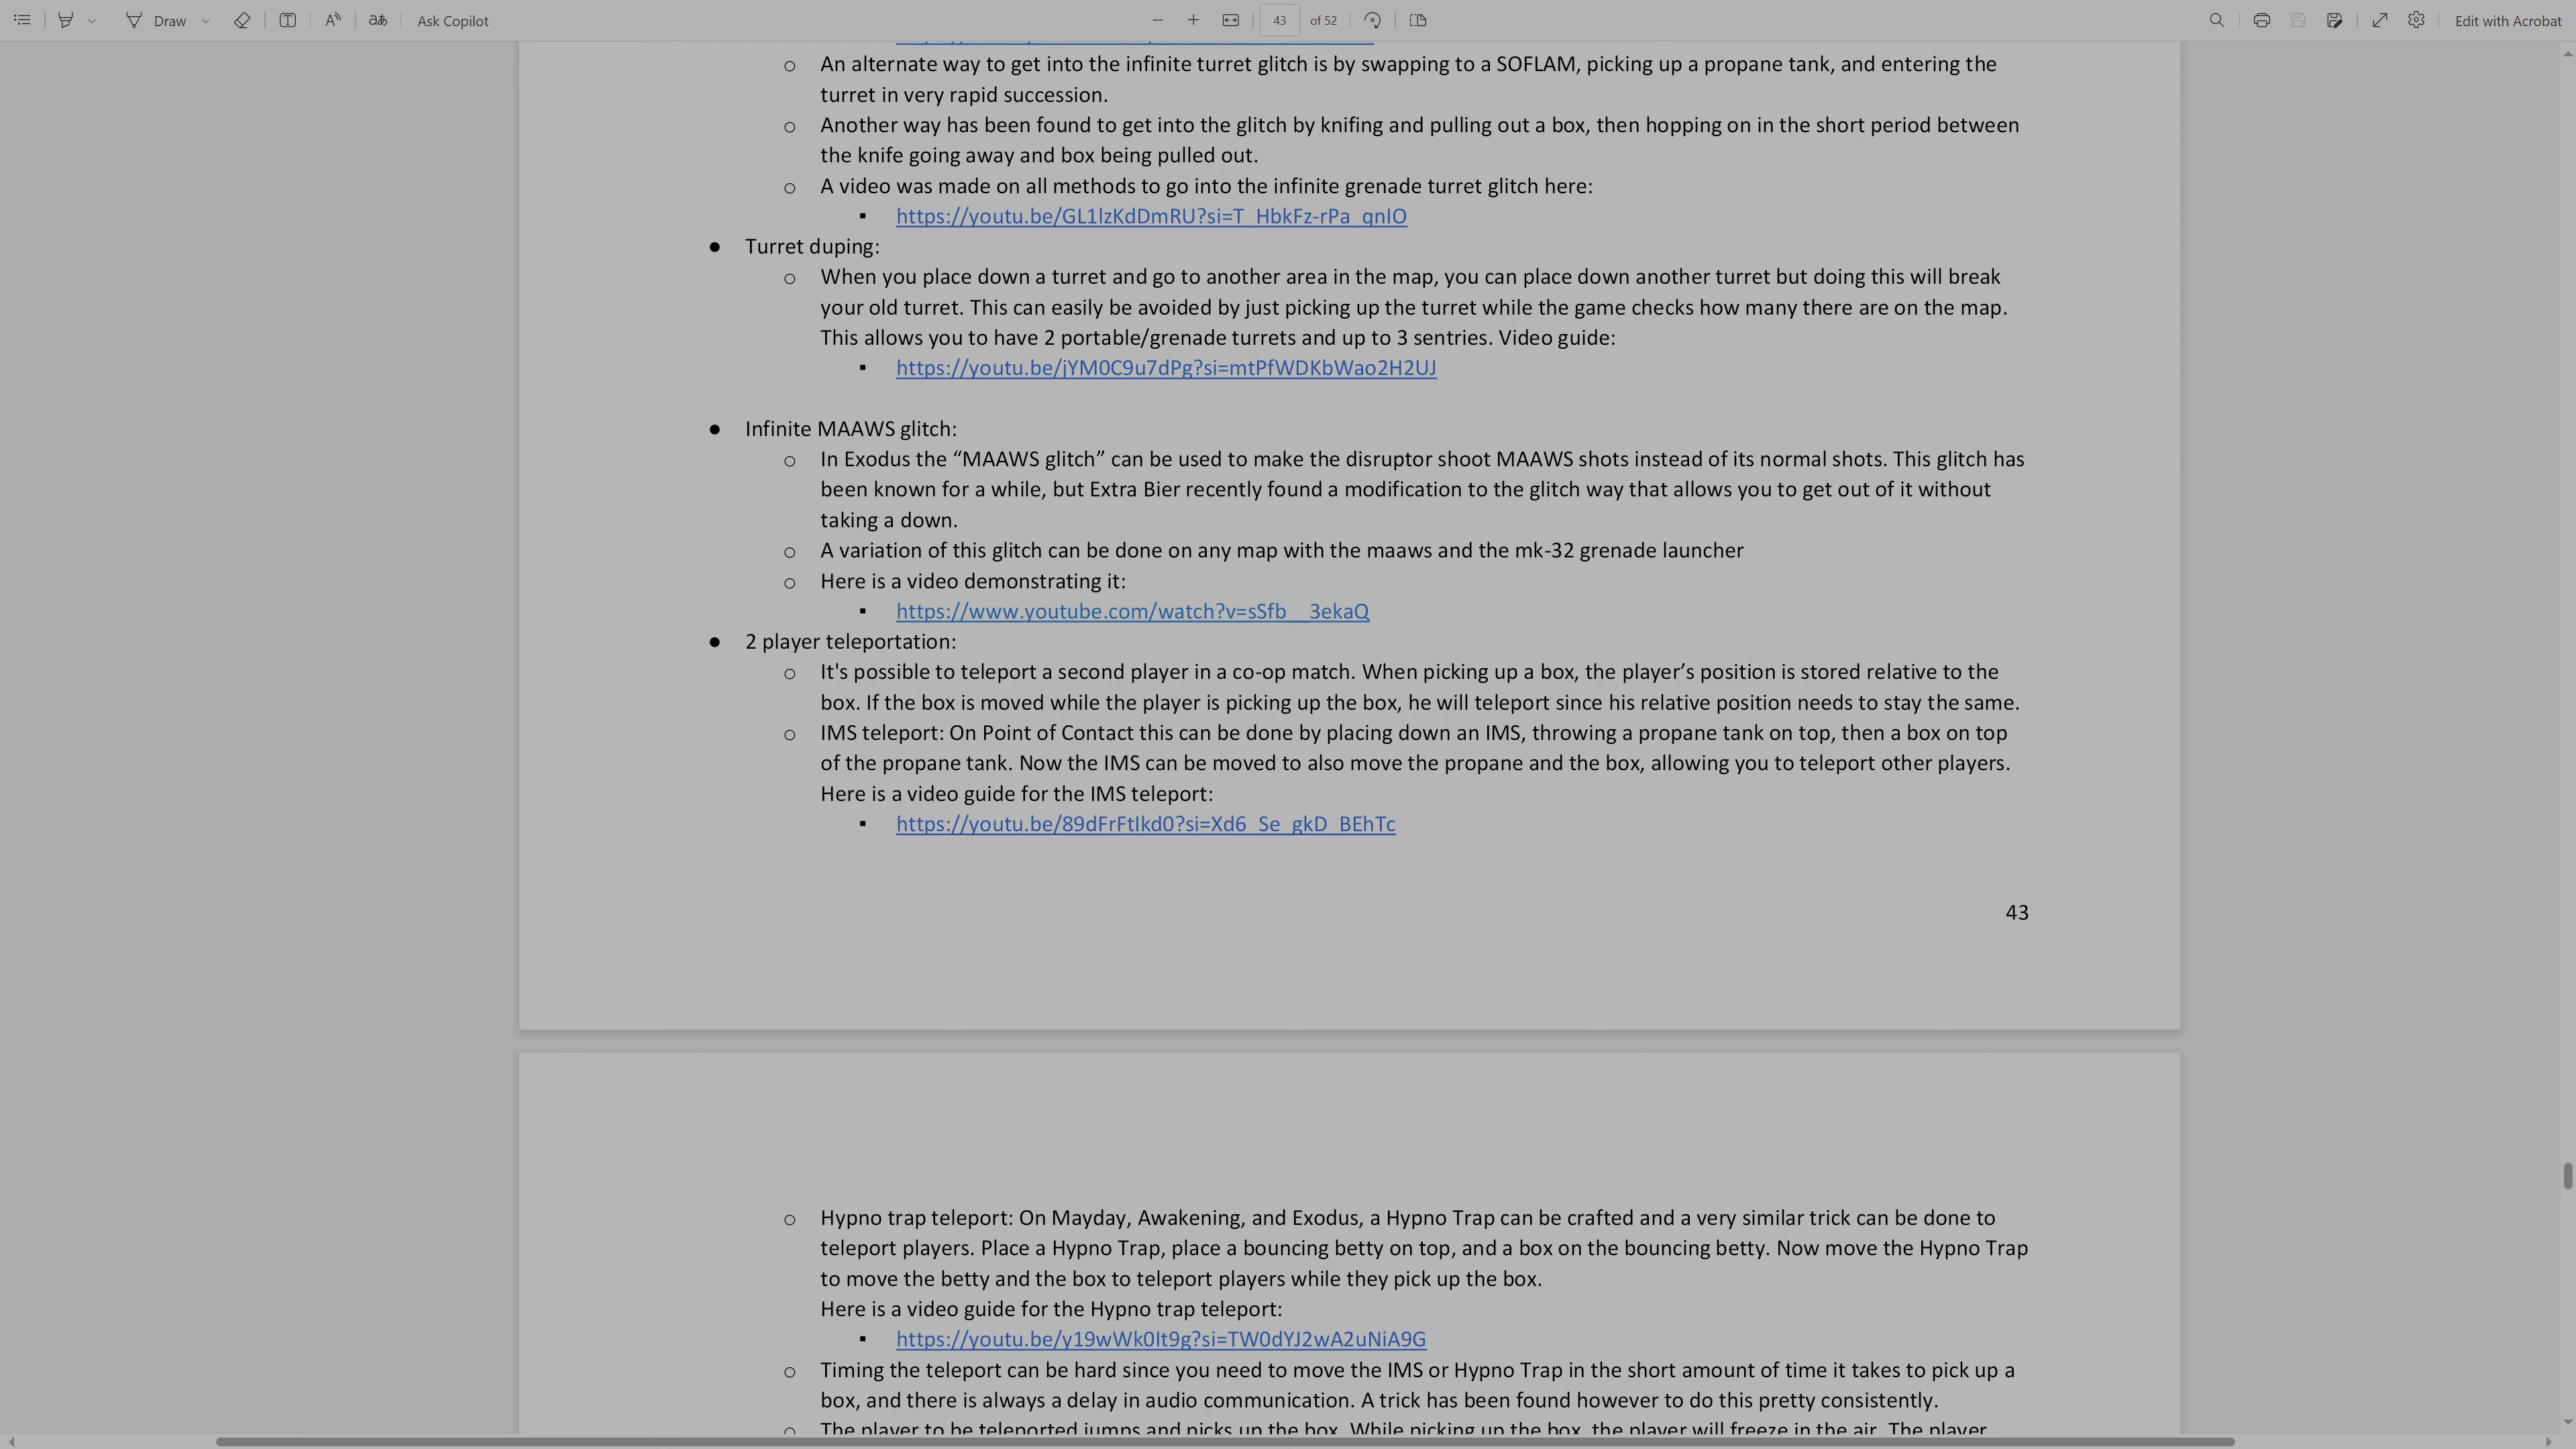 Draw
Ask Copilot
43 of 52
Edit with Acrobat
○ An alternate way to get into the infinite turret glitch is by swapping to a SOFLAM, picking up a propane tank, and entering the
turret in very rapid succession.
○ Another way has been found to get into the glitch by knifing and pulling out a box, then hopping on in the short period between
the knife going away and box being pulled out.
○ A video was made on all methods to go into the infinite grenade turret glitch here:
▪ https://youtu.be/GL1lzKdDmRU?si=T_HbkFz-rPa_qnIO
● Turret duping:
○ When you place down a turret and go to another area in the map, you can place down another turret but doing this will break
your old turret. This can easily be avoided by just picking up the turret while the game checks how many there are on the map.
This allows you to have 2 portable/grenade turrets and up to 3 sentries. Video guide:
▪ https://youtu.be/jYM0C9u7dPg?si=mtPfWDKbWao2H2UJ
● Infinite MAAWS glitch:
○ In Exodus the “MAAWS glitch” can be used to make the disruptor shoot MAAWS shots instead of its normal shots. This glitch has
been known for a while, but Extra Bier recently found a modification to the glitch way that allows you to get out of it without
taking a down.
○ A variation of this glitch can be done on any map with the maaws and the mk-32 grenade launcher
○ Here is a video demonstrating it:
▪ https://www.youtube.com/watch?v=sSfb__3ekaQ
● 2 player teleportation:
○ It's possible to teleport a second player in a co-op match. When picking up a box, the player’s position is stored relative to the
box. If the box is moved while the player is picking up the box, he will teleport since his relative position needs to stay the same.
○ IMS teleport: On Point of Contact this can be done by placing down an IMS, throwing a propane tank on top, then a box on top
of the propane tank. Now the IMS can be moved to also move the propane and the box, allowing you to teleport other players.
Here is a video guide for the IMS teleport:
▪ https://youtu.be/89dFrFtIkd0?si=Xd6_Se_gkD_BEhTc
43
○ Hypno trap teleport: On Mayday, Awakening, and Exodus, a Hypno Trap can be crafted and a very similar trick can be done to
teleport players. Place a Hypno Trap, place a bouncing betty on top, and a box on the bouncing betty. Now move the Hypno Trap
to move the betty and the box to teleport players while they pick up the box.
Here is a video guide for the Hypno trap teleport:
▪ https://youtu.be/y19wWk0It9g?si=TW0dYJ2wA2uNiA9G
○ Timing the teleport can be hard since you need to move the IMS or Hypno Trap in the short amount of time it takes to pick up a
box, and there is always a delay in audio communication. A trick has been found however to do this pretty consistently.
○ The player to be teleported jumps and picks up the box. While picking up the box, the player will freeze in the air. The player